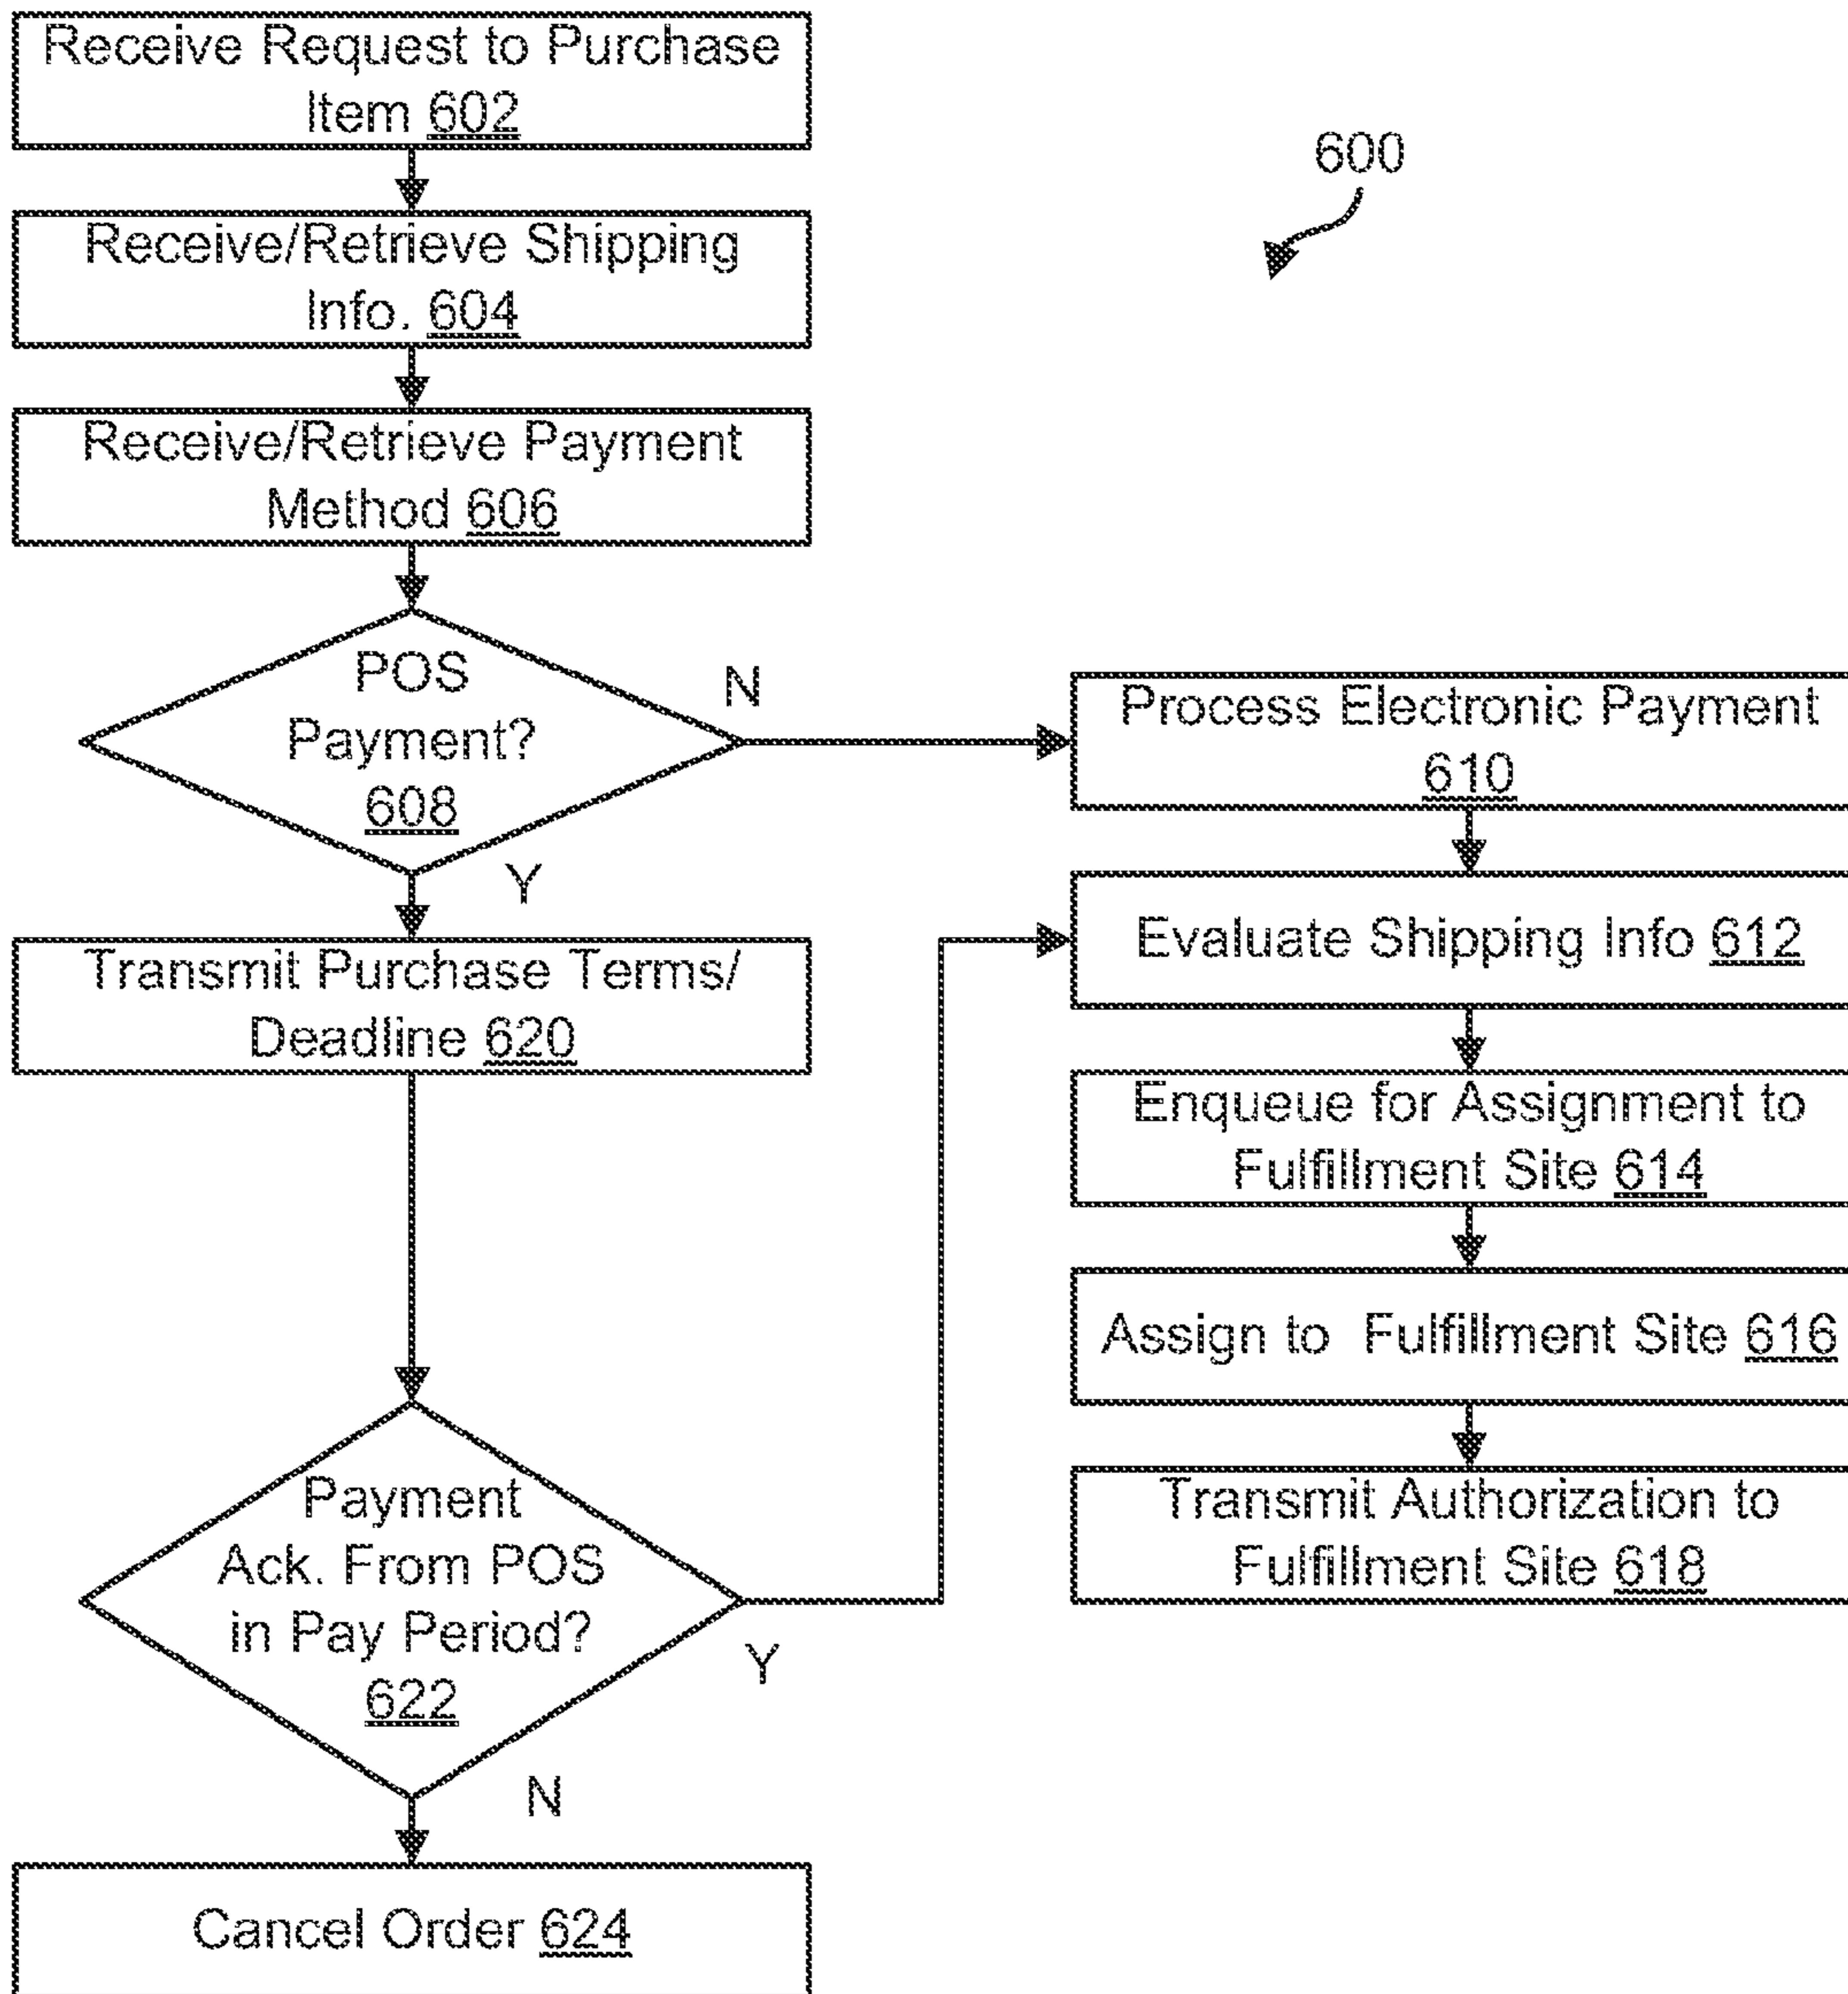 Receive Request to Purchase
Item 602
600
Receive/Retrieve Shipping
Info. 604
Receive/Retrieve Payment
Method 606
POS
Payment?
608
N
Y
Process Electronic Payment
610
Evaluate Shipping Info 612
Transmit Purchase Terms/
Deadline 620
Enqueue for Assignment to
Fulfillment Site 614
Assign to Fulfillment Site 616
Transmit Authorization to
Fulfillment Site 618
Payment
Ack. From POS
in Pay Period?
622
Y
N
Cancel Order 624